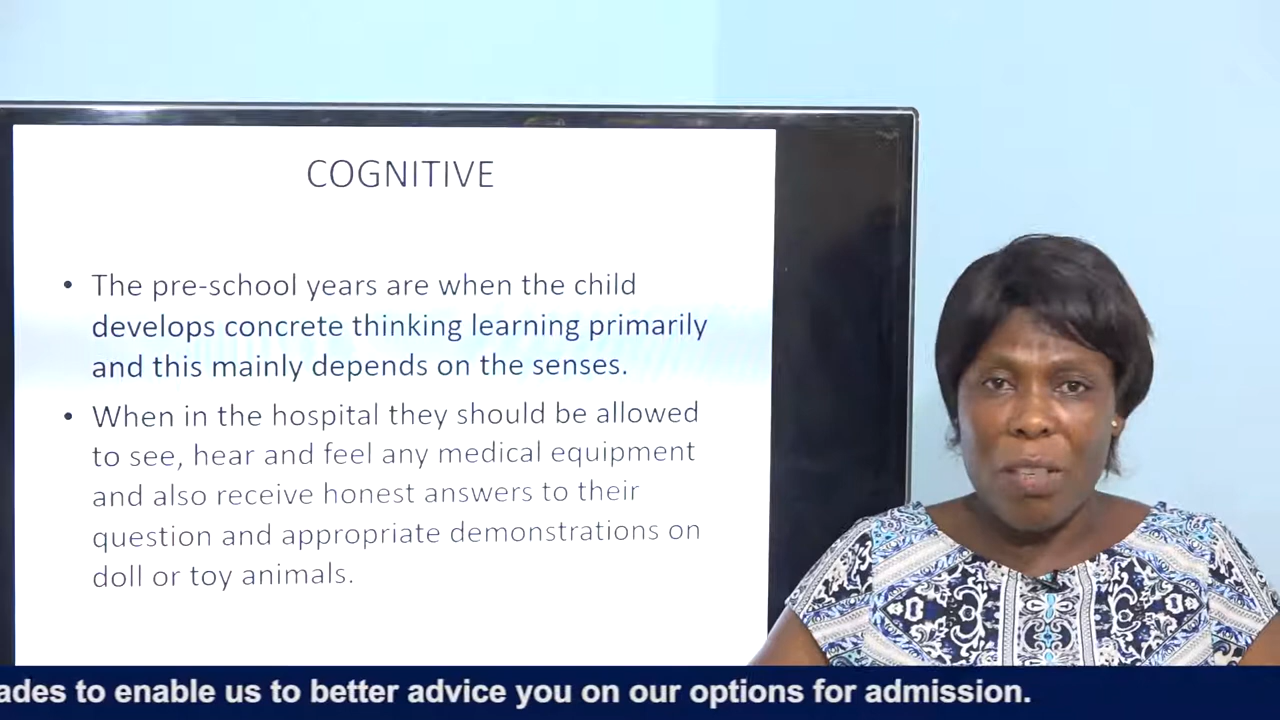 COGNITIVE
• The pre-school years are when the child
develops concrete thinking learning primarily
and this mainly depends on the senses.
• When in the hospital they should be allowed
to see, hear and feel any medical equipment
and also receive honest answers to their
question and appropriate demonstrations on
doll or toy animals.
ades to enable us to better advice you on our options for admission.